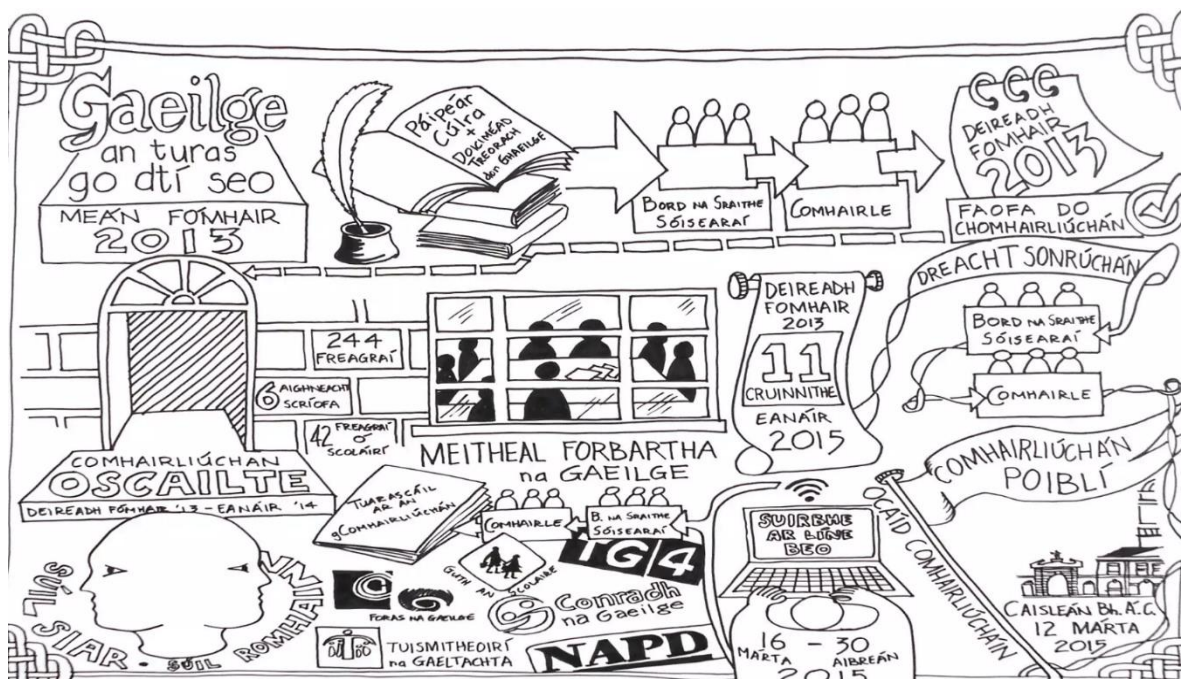 Gaeilge
an turas
go dtí seo
MEÁN FÓMHAIR
2013
Páipéar
Cúlra
+
DOICIMÉAD
TREORACH
don GHAEILGE
BORD NA SRAITHE
SÓISEARAÍ
COMHAIRLE
DEIREADH
FOMHAIR
2013
FAOFA DO
CHOMHAIRLIÚCHÁN
DREACHT SONRÚCHÁN
BORD NA SRAITHE
SÓISEARAÍ
COMHAIRLE
244
FREAGRAÍ
6 AIGHNEACHT
SCRÍOFA
42 FREAGRAÍ
Ó
SCOLAIRÍ
COMHAIRLIÚCHÁN
OSCAILTE
DEIREADH FÓMHAIR '13 - EANÁIR '14
MEITHEAL FORBARTHA
na GAEILGE
DEIREADH
FOMHAIR
2013
11
CRUINNITHE
EANÁIR
2015
COMHAIRLIÚCHÁN
POIBLÍ
OCÁID COMHAIRLIÚCHÁIN
CAISLEÁN Bh. Á.C.
12 MÁRTA
2015
TUARASCÁIL
AR AN
gCOMHAIRLIÚCHÁN
COMHAIRLE
B. NA SRAITHE
SÓISEARAÍ
SUIRBHE
AR LÍNE
BEO
16 - 30
MÁRTA AIBREÁN
2015
SÚIL SIAR. SÚIL ROMHAINN
FORAS NA GAEILGE
GUTH
AN SCOLAIRE
TG4
Conradh
na Gaeilge
TUISMITHEOIRÍ
na GAELTACHTA
NAPD